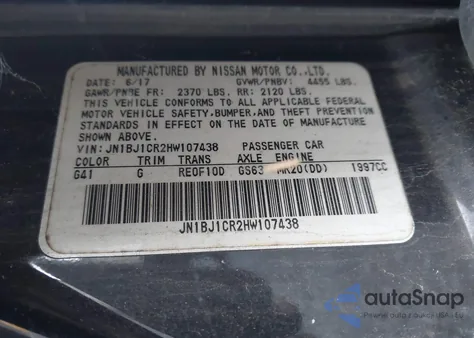 MANUFACTURED BY NISSAN MOTOR CO.,LTD.
DATE: 6/17 GVWR/PNBV: 4455 LBS.
GAWR/PNBE FR: 2370 LBS. RR: 2120 LBS.
THIS VEHICLE CONFORMS TO ALL APPLICABLE FEDERAL
MOTOR VEHICLE SAFETY,BUMPER,AND THEFT PREVENTION
STANDARDS IN EFFECT ON THE DATE OF MANUFACTURE
SHOWN ABOVE.
VIN: JN1BJ1CR2HW107438 PASSENGER CAR
COLOR TRIM TRANS AXLE ENGINE
G41 G RE0F10D GS63 MR20(DD) 1997CC
JN1BJ1CR2HW107438
autoSnap